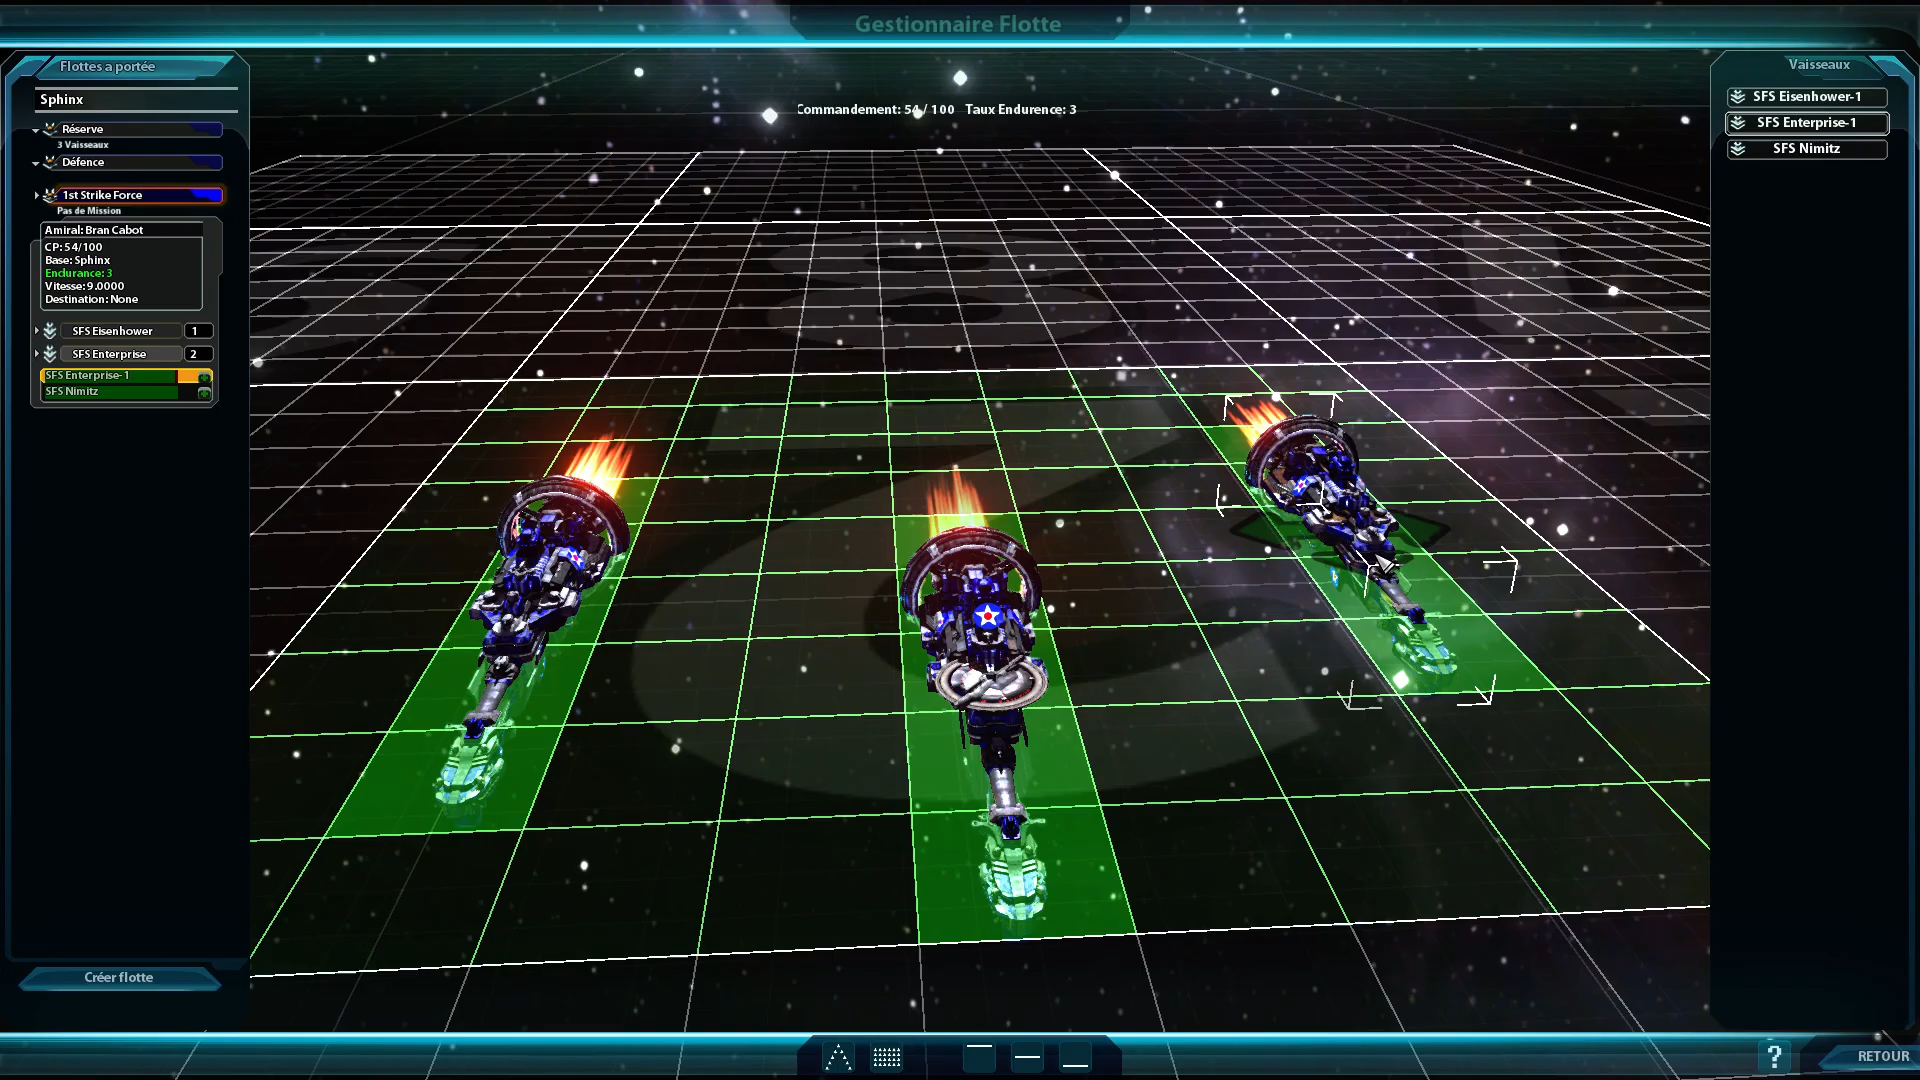 Gestionnaire Flotte
Flottes a portée
Sphinx
Réserve
3 Vaisseaux
Défence
1st Strike Force
Pas de Mission
Amiral: Bran Cabot
CP: 54/100
Base: Sphinx
Endurance: 3
Vitesse: 9.0000
Destination: None
SFS Eisenhower 1
SFS Enterprise 2
SFS Enterprise-1
SFS Nimitz
Créer flotte
Commandement: 54 / 100 Taux Endurence: 3
Vaisseaux
SFS Eisenhower-1
SFS Enterprise-1
SFS Nimitz
?
RETOUR